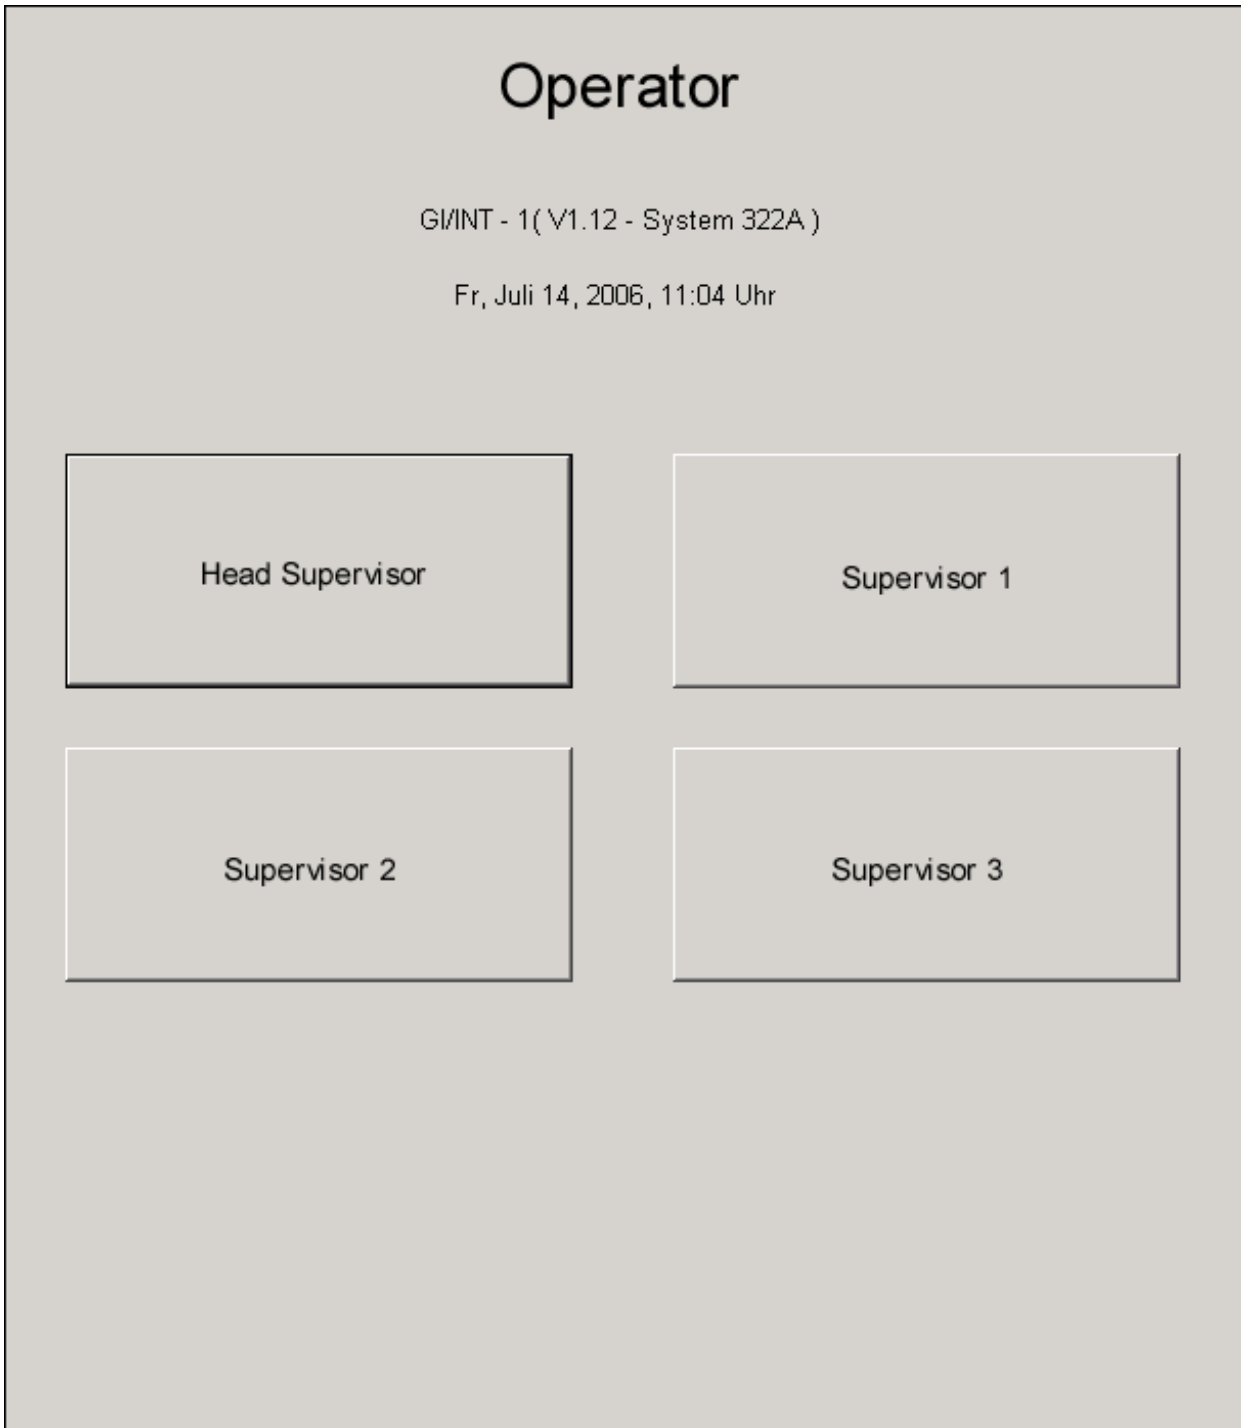 Operator
GI/INT - 1( V1.12 - System 322A )
Fr, Juli 14, 2006, 11:04 Uhr
Head Supervisor
Supervisor 1
Supervisor 2
Supervisor 3